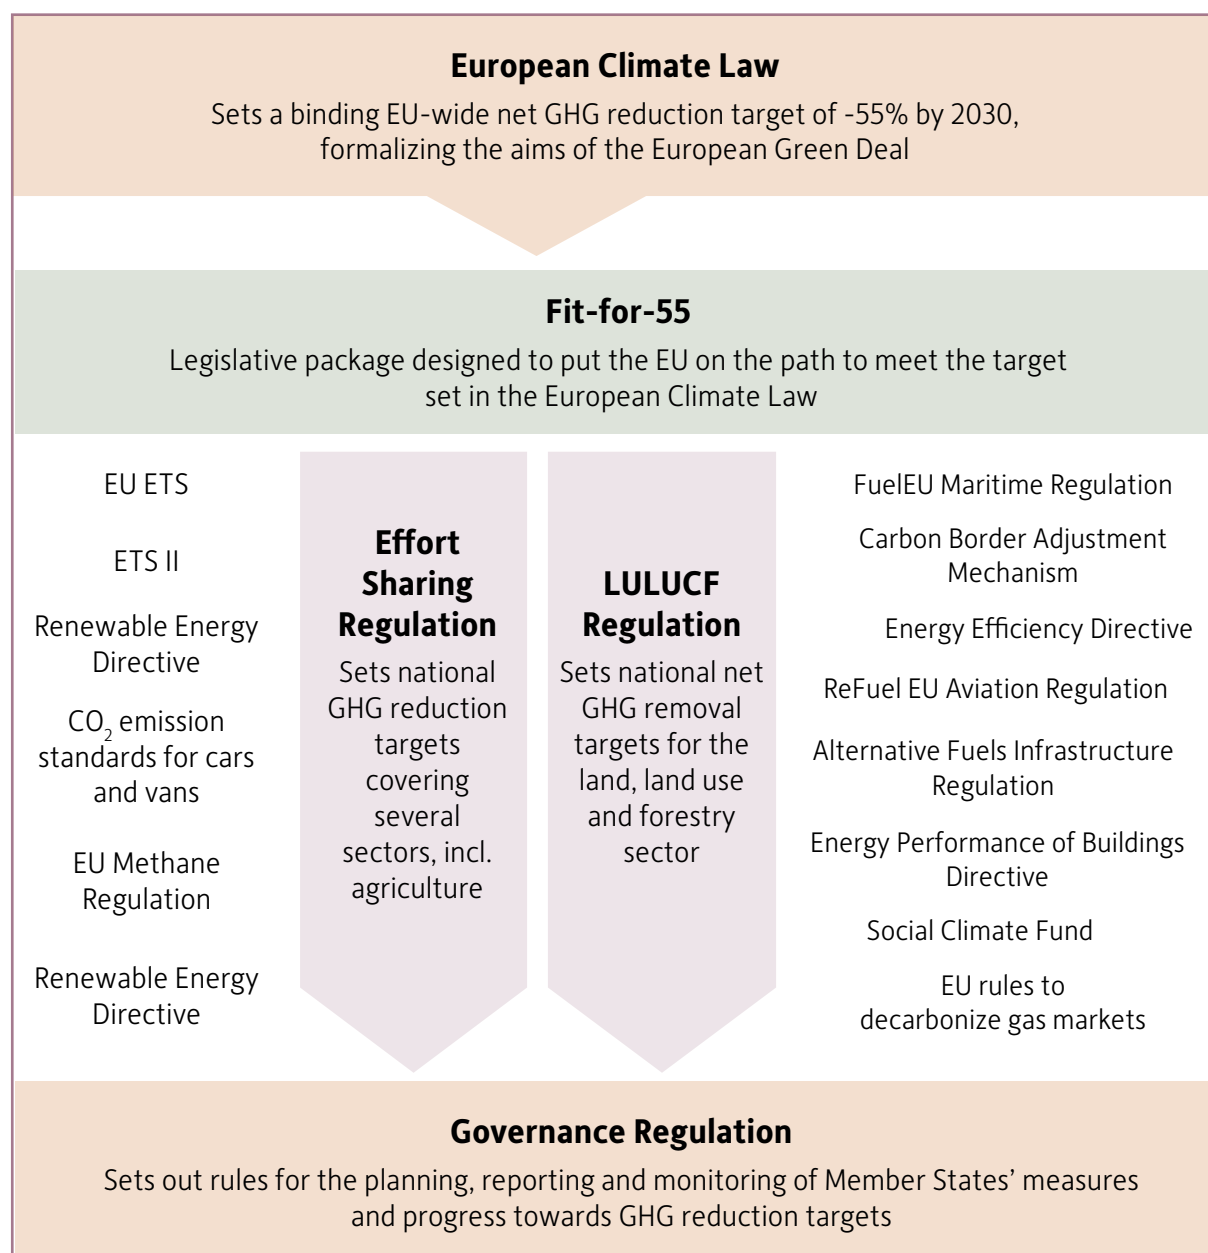 European Climate Law
Sets a binding EU-wide net GHG reduction target of -55% by 2030,
formalizing the aims of the European Green Deal
Fit-for-55
Legislative package designed to put the EU on the path to meet the target
set in the European Climate Law
EU ETS
ETS II
Renewable Energy
Directive
CO₂ emission
standards for cars
and vans
EU Methane
Regulation
Renewable Energy
Directive
Effort
Sharing
Regulation
Sets national
GHG reduction
targets
covering
several
sectors, incl.
agriculture
LULUCF
Regulation
Sets national net
GHG removal
targets for the
land, land use
and forestry
sector
FuelEU Maritime Regulation
Carbon Border Adjustment
Mechanism
Energy Efficiency Directive
ReFuel EU Aviation Regulation
Alternative Fuels Infrastructure
Regulation
Energy Performance of Buildings
Directive
Social Climate Fund
EU rules to
decarbonize gas markets
Governance Regulation
Sets out rules for the planning, reporting and monitoring of Member States’ measures
and progress towards GHG reduction targets